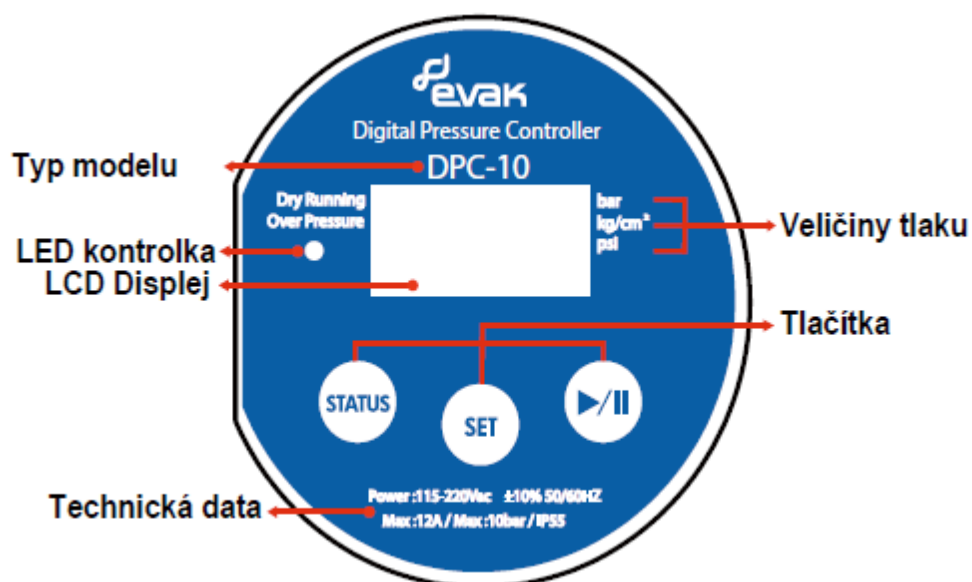 evak
Digital Pressure Controller
Typ modelu
DPC-10
Dry Running
Over Pressure
bar
kg/cm²
psi
Veličiny tlaku
LED kontrolka
LCD Displej
Tlačítka
STATUS
SET
▶/II
Technická data
Power :115-220Vac ±10% 50/60HZ
Max :12A / Max :10bar / IP55